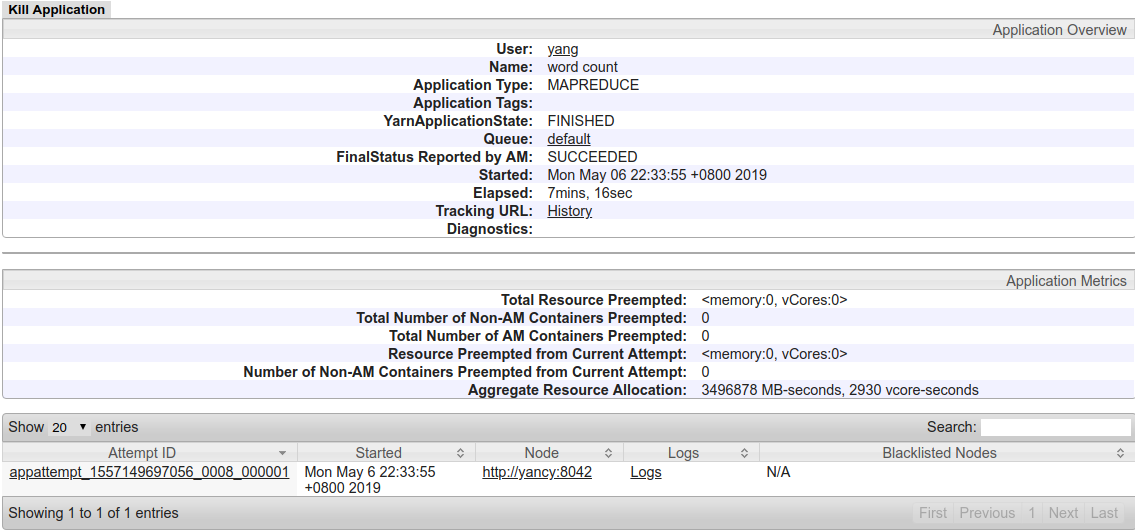 Kill Application
Application Overview
User: yang
Name: word count
Application Type: MAPREDUCE
Application Tags:
YarnApplicationState: FINISHED
Queue: default
FinalStatus Reported by AM: SUCCEEDED
Started: Mon May 06 22:33:55 +0800 2019
Elapsed: 7mins, 16sec
Tracking URL: History
Diagnostics:
Application Metrics
Total Resource Preempted: <memory:0, vCores:0>
Total Number of Non-AM Containers Preempted: 0
Total Number of AM Containers Preempted: 0
Resource Preempted from Current Attempt: <memory:0, vCores:0>
Number of Non-AM Containers Preempted from Current Attempt: 0
Aggregate Resource Allocation: 3496878 MB-seconds, 2930 vcore-seconds
Show 20 entries Search:
Attempt ID Started Node Logs Blacklisted Nodes
appattempt_1557149697056_0008_000001 Mon May 6 22:33:55 http://yancy:8042 Logs N/A
+0800 2019
Showing 1 to 1 of 1 entries First Previous 1 Next Last